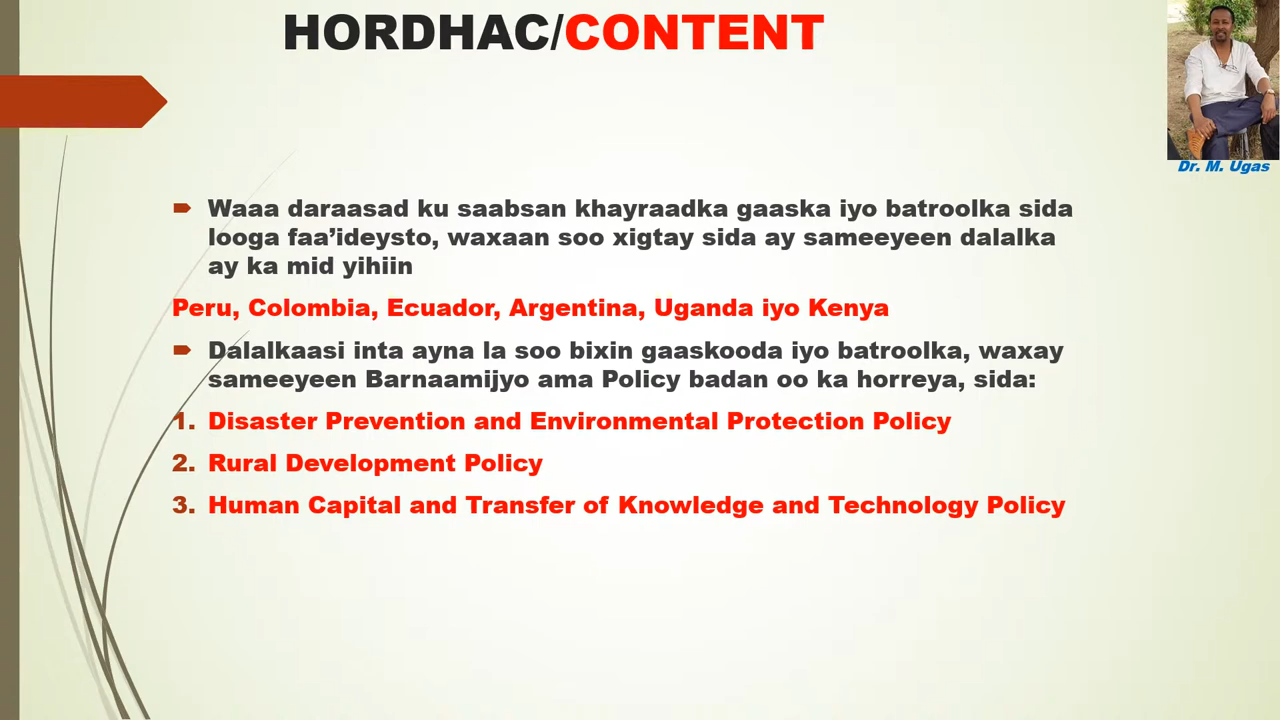 HORDHAC/CONTENT
Dr. M. Ugas
Waaa daraasad ku saabsan khayraadka gaaska iyo batroolka sida
looga faa’ideysto, waxaan soo xigtay sida ay sameeyeen dalalka
ay ka mid yihiin
Peru, Colombia, Ecuador, Argentina, Uganda iyo Kenya
Dalalkaasi inta ayna la soo bixin gaaskooda iyo batroolka, waxay
sameeyeen Barnaamijyo ama Policy badan oo ka horreya, sida:
1. Disaster Prevention and Environmental Protection Policy
2. Rural Development Policy
3. Human Capital and Transfer of Knowledge and Technology Policy